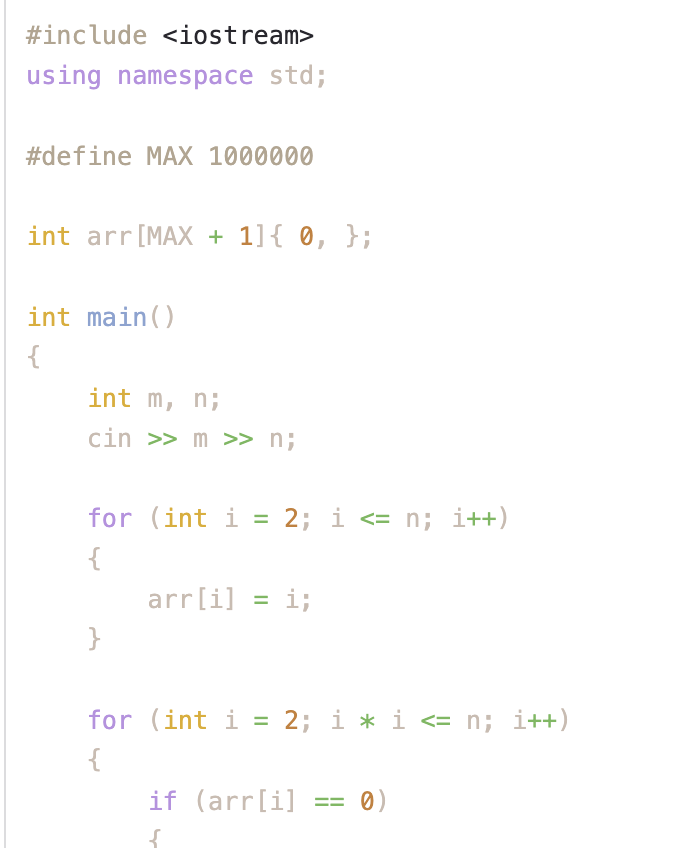 #include <iostream>
using namespace std;
#define MAX 1000000
int arr[MAX + 1]{ 0, };
int main()
{
    int m, n;
    cin >> m >> n;
    for (int i = 2; i <= n; i++)
    {
        arr[i] = i;
    }
    for (int i = 2; i * i <= n; i++)
    {
        if (arr[i] == 0)
        {